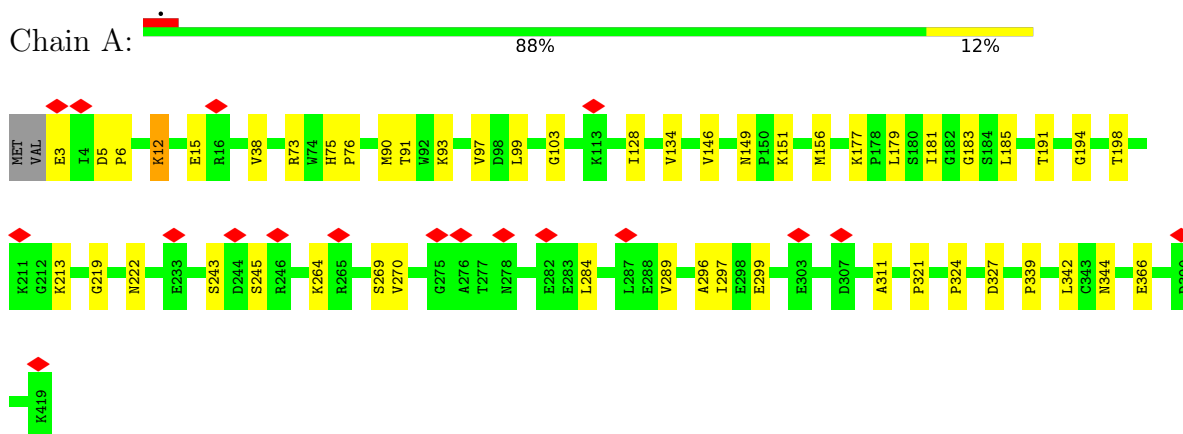 Chain A:
88% 12%
MET VAL E3 I4 D5 P6 K12 E15 R16 V38 R73 W74 H75 P76 M90 T91 W92 K93 V97 D98 L99 G103 K113 I128 V134 V146 N149 P150 K151 M156 K177 P178 L179 S180 I181 G182 G183 S184 L185 T191 G194 T198
K211 G212 K213 G219 N222 E233 S243 D244 S245 R246 K264 R265 S269 V270 G275 A276 T277 N278 E282 E283 L284 L287 E288 V289 A296 I297 E298 E299 E303 D307 A311 P321 P324 D327 P339 L342 C343 N344 E366
K419